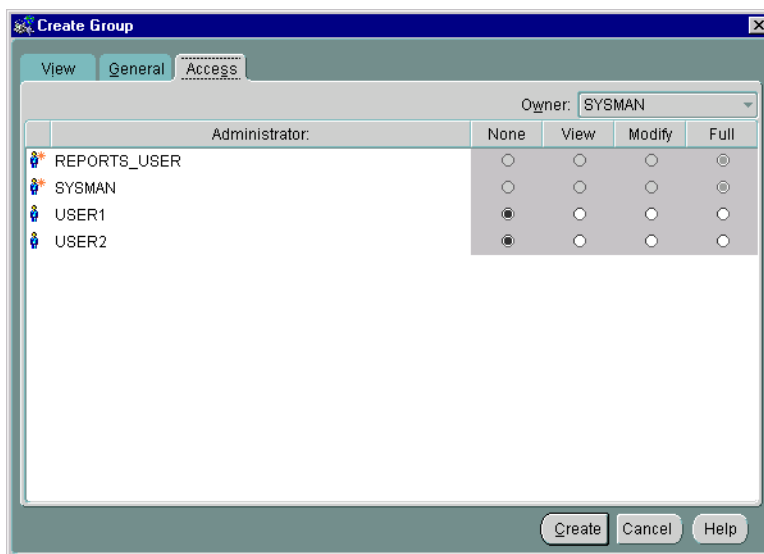 Create Group
View General Access
Owner: SYSMAN
Administrator: None View Modify Full
REPORTS_USER
SYSMAN
USER1
USER2
Create Cancel Help